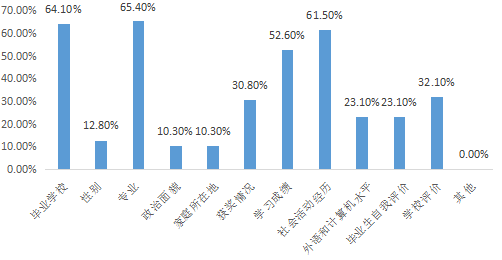 70.00%
60.00%
50.00%
40.00%
30.00%
20.00%
10.00%
0.00%
64.10%
12.80%
65.40%
10.30%
10.30%
30.80%
52.60%
61.50%
23.10%
23.10%
32.10%
0.00%
毕业学校
性别
专业
政治面貌
家庭所在地
获奖情况
学习成绩
社会活动经历
外语和计算机水平
毕业生自我评价
学校评价
其他